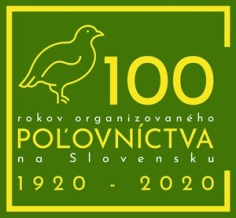 100
rokov organizovaného
POĽOVNÍCTVA
na Slovensku
1920 - 2020